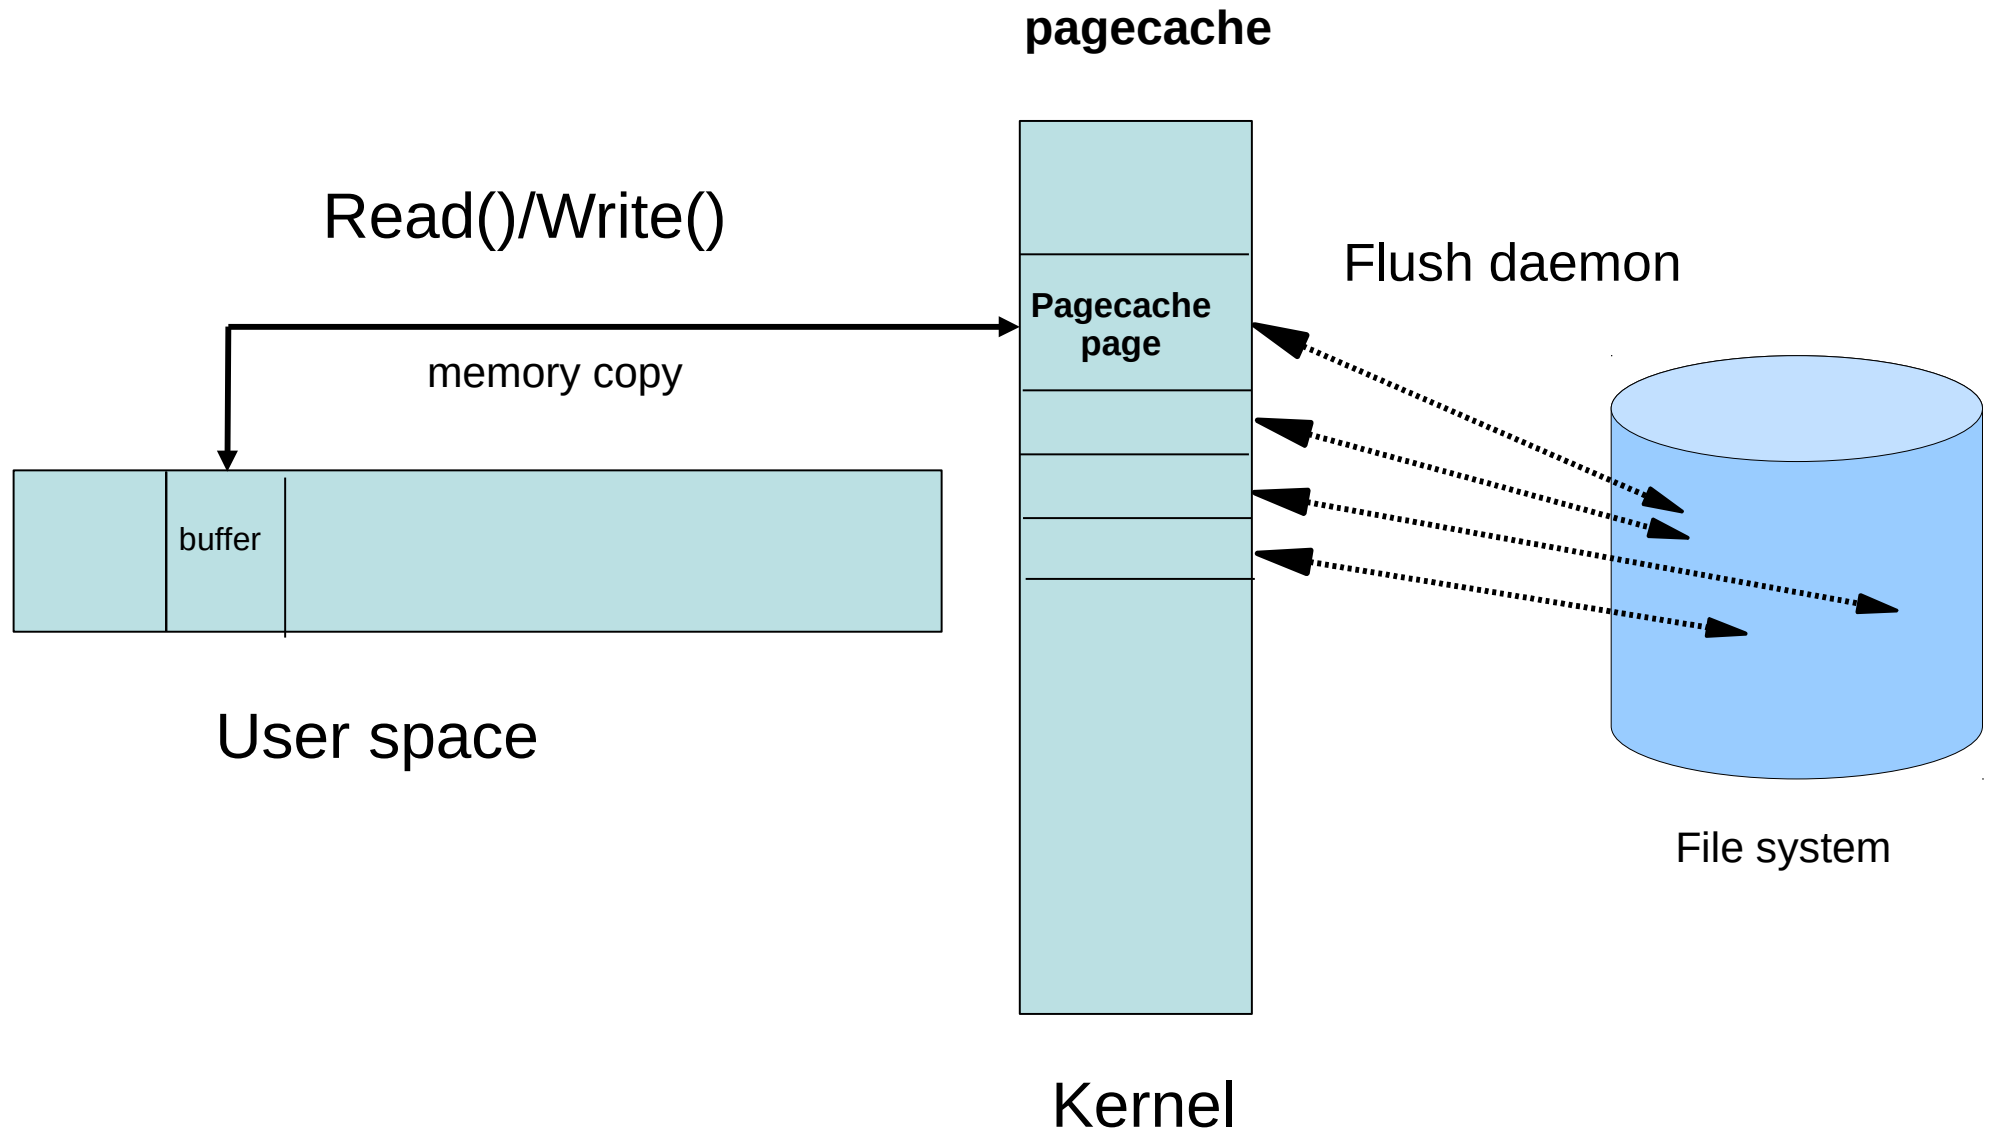 pagecache
Read()/Write()
Flush daemon
Pagecache
page
memory copy
buffer
User space
File system
Kernel